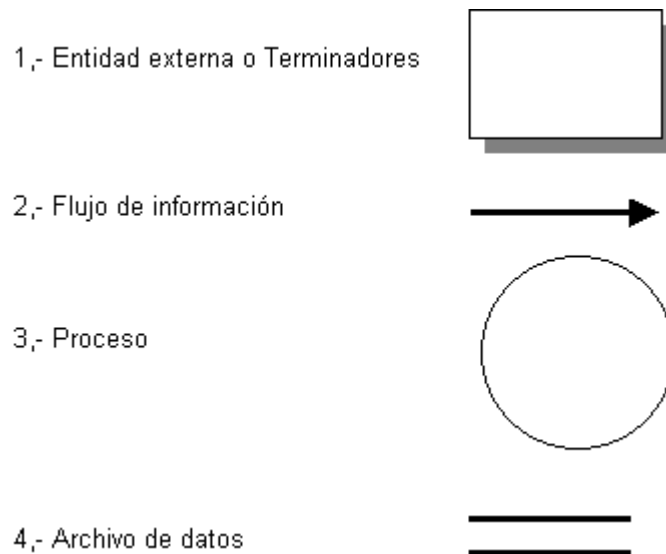 1,- Entidad externa o Terminadores
2,- Flujo de información
3,- Proceso
4,- Archivo de datos